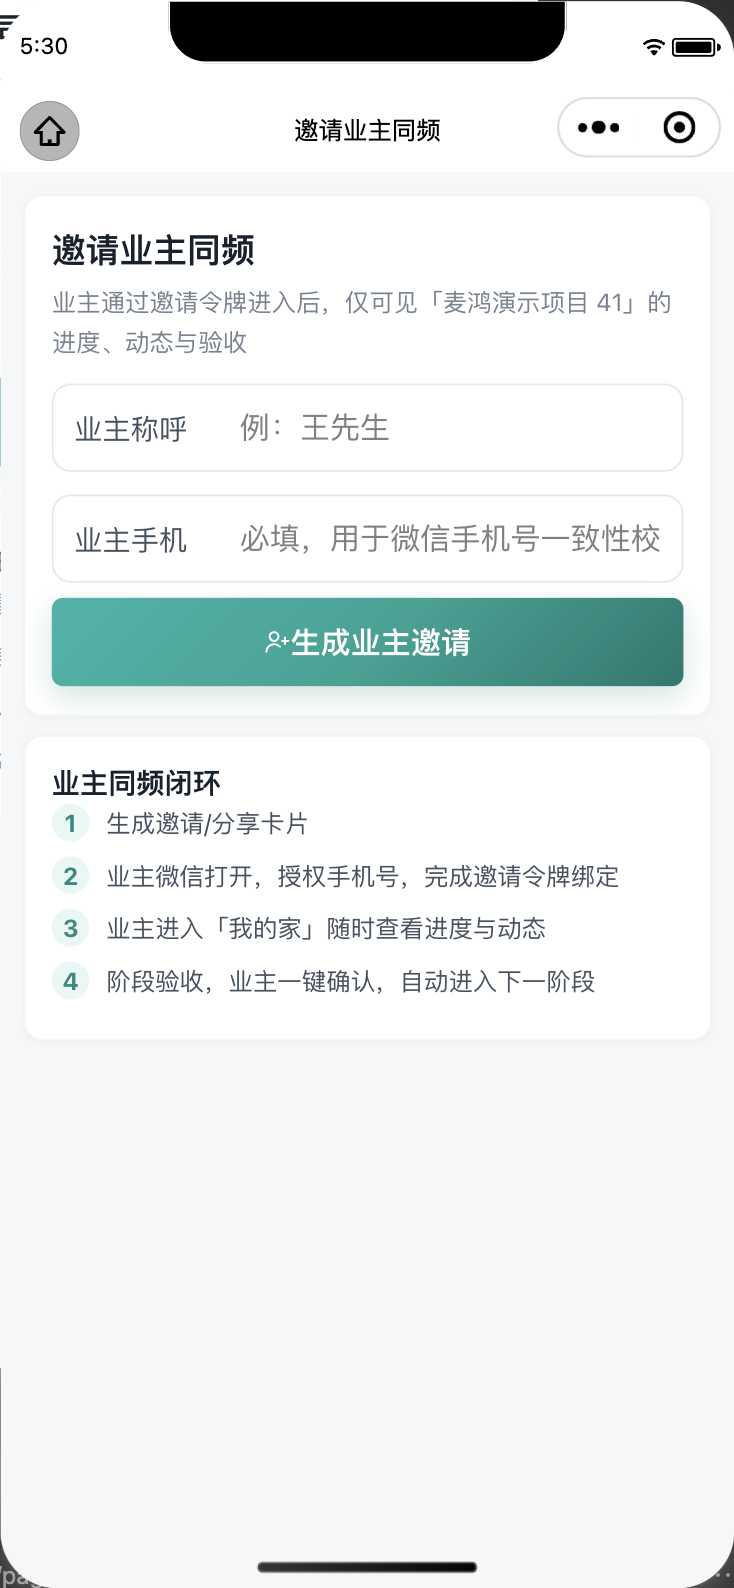 5:30
邀请业主同频
邀请业主同频
业主通过邀请令牌进入后，仅可见「麦鸿演示项目 41」的
进度、动态与验收
业主称呼 例：王先生
业主手机 必填，用于微信手机号一致性校
生成业主邀请
业主同频闭环
1 生成邀请/分享卡片
2 业主微信打开，授权手机号，完成邀请令牌绑定
3 业主进入「我的家」随时查看进度与动态
4 阶段验收，业主一键确认，自动进入下一阶段